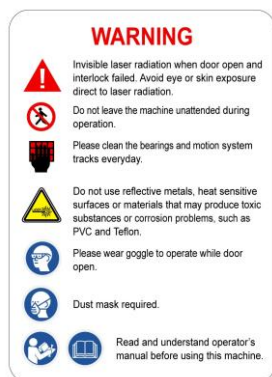 WARNING
Invisible laser radiation when door open and
interlock failed. Avoid eye or skin exposure
direct to laser radiation.
Do not leave the machine unattended during
operation.
Please clean the bearings and motion system
tracks everyday.
Do not use reflective metals, heat sensitive
surfaces or materials that may produce toxic
substances or corrosion problems, such as
PVC and Teflon.
Please wear goggle to operate while door
open.
Dust mask required.
Read and understand operator's
manual before using this machine.